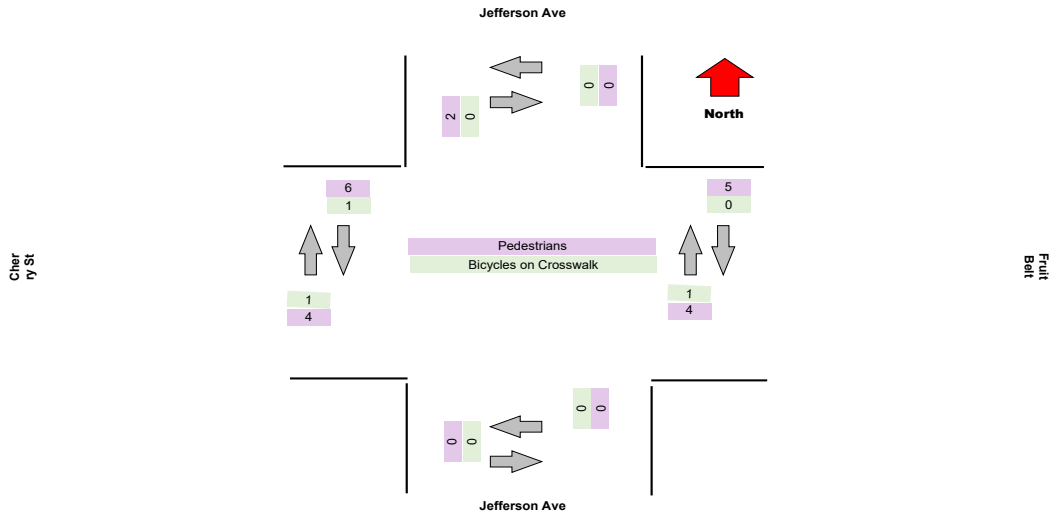 Jefferson Ave
0 0
2 0
North
6
1
5
0
Pedestrians
Bicycles on Crosswalk
Cher
ry St
Fruit
Belt
1
4
1
4
0 0
0 0
Jefferson Ave